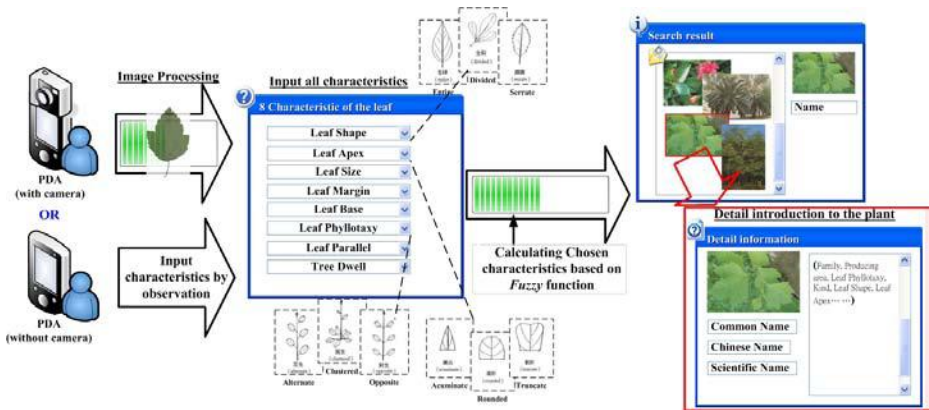 Image Processing
PDA
(with camera)
OR
PDA
(without camera)
Input
characteristics by
observation
Input all characteristics
8 Characteristic of the leaf
Leaf Shape
Leaf Apex
Leaf Size
Leaf Margin
Leaf Base
Leaf Phyllotaxy
Leaf Parallel
Tree Dwell
Entire
Divided
Serrate
Alternate
Clustered
Opposite
Acuminate
Rounded
Truncate
Calculating Chosen
characteristics based on
Fuzzy function
Search result
Name
Detail introduction to the plant
Detail information
(Family, Producing
area, Leaf Phyllotaxy,
Kind, Leaf Shape, Leaf
Apex⋯ ⋯)
Common Name
Chinese Name
Scientific Name